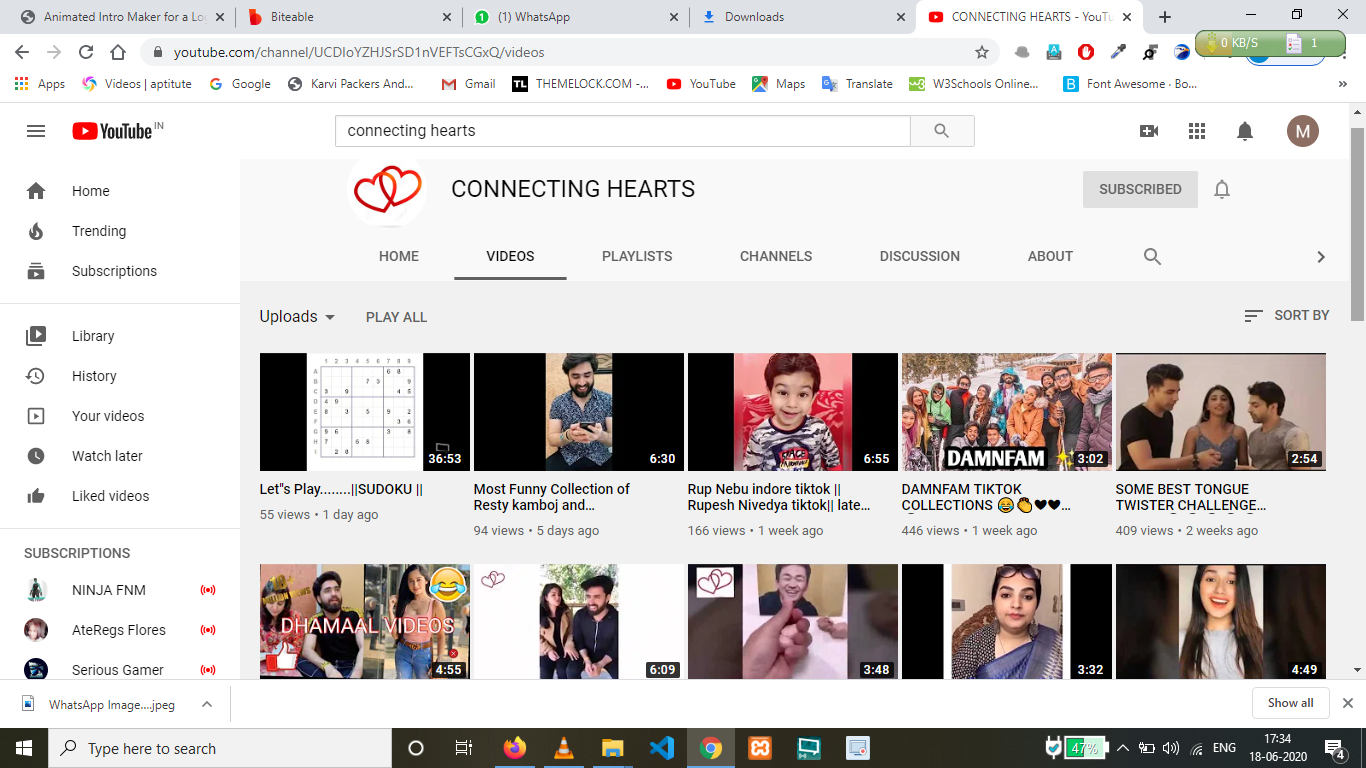 Animated Intro Maker for a Lo
Biteable
(1) WhatsApp
Downloads
CONNECTING HEARTS - YouTu
youtube.com/channel/UCDIoYZHJSrSD1nVEFTsCGxQ/videos
0 KB/S
1
Apps
Videos | aptitute
Google
Karvi Packers And...
Gmail
THEMELOCK.COM -...
YouTube
Maps
Translate
W3Schools Online...
Font Awesome · Bo...
YouTube IN
connecting hearts
M
Home
Trending
Subscriptions
Library
History
Your videos
Watch later
Liked videos
SUBSCRIPTIONS
NINJA FNM
AteRegs Flores
Serious Gamer
CONNECTING HEARTS
SUBSCRIBED
HOME
VIDEOS
PLAYLISTS
CHANNELS
DISCUSSION
ABOUT
Uploads
PLAY ALL
SORT BY
36:53
6:30
6:55
DAMNFAM
3:02
2:54
Let"s Play........||SUDOKU ||
55 views • 1 day ago
Most Funny Collection of
Resty kamboj and...
94 views • 5 days ago
Rup Nebu indore tiktok ||
Rupesh Nivedya tiktok|| late...
166 views • 1 week ago
DAMNFAM TIKTOK
COLLECTIONS 😂👏🖤🖤...
446 views • 1 week ago
SOME BEST TONGUE
TWISTER CHALLENGE...
409 views • 2 weeks ago
DHAMAAL VIDEOS
4:55
6:09
3:48
3:32
4:49
WhatsApp Image....jpeg
Show all
Type here to search
47%
ENG
17:34
18-06-2020
4